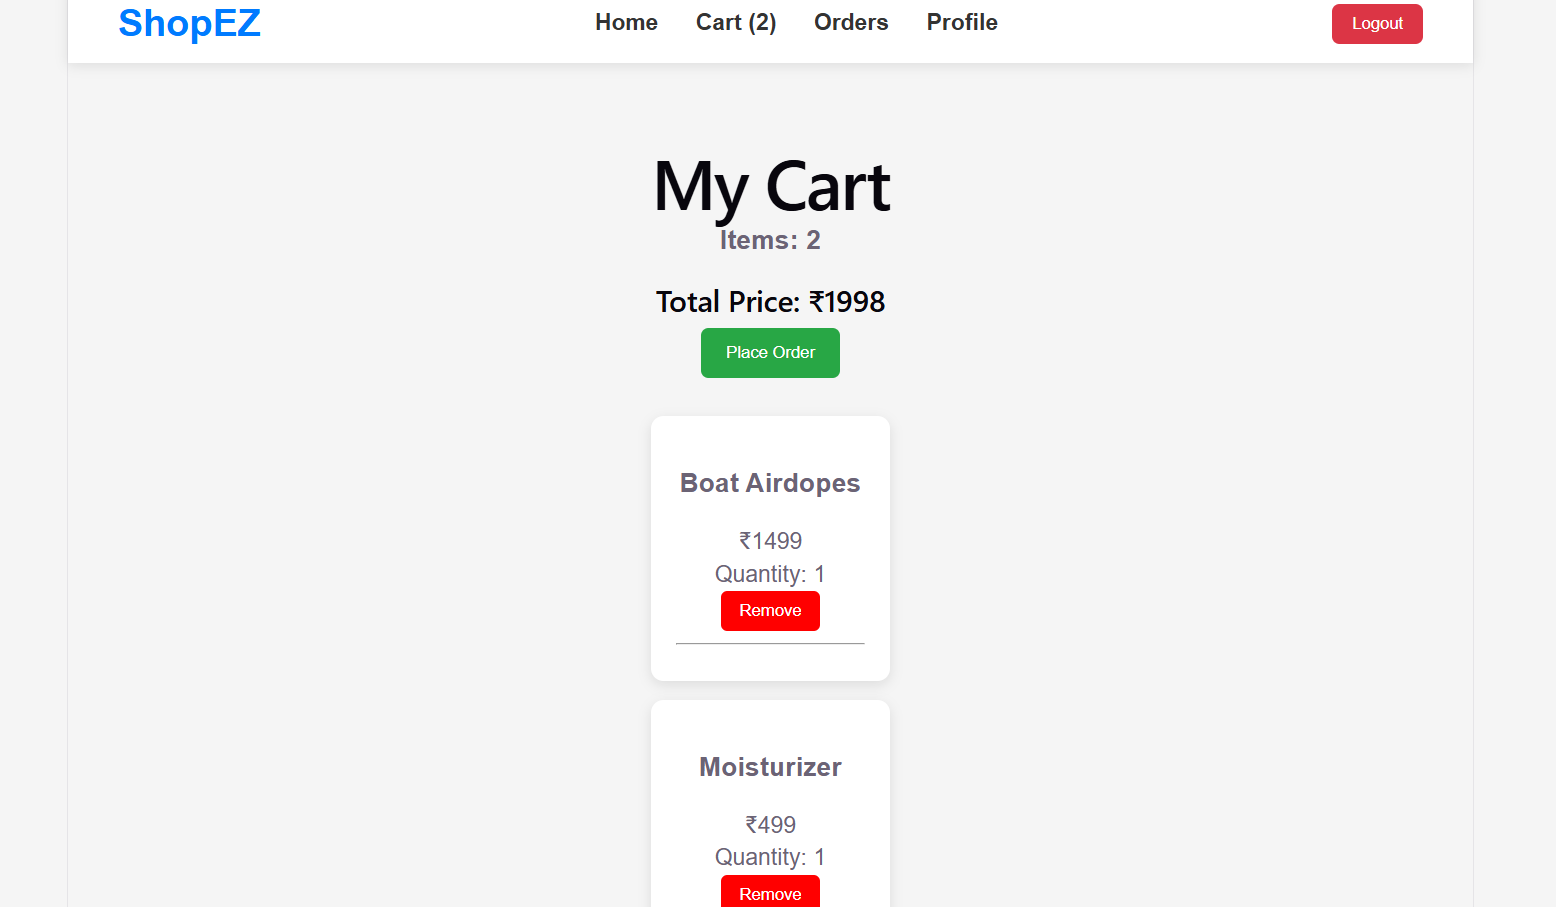 ShopEZ
Home Cart (2) Orders Profile
Logout
My Cart
Items: 2
Total Price: ₹1998
Place Order
Boat Airdopes
₹1499
Quantity: 1
Remove
Moisturizer
₹499
Quantity: 1
Remove